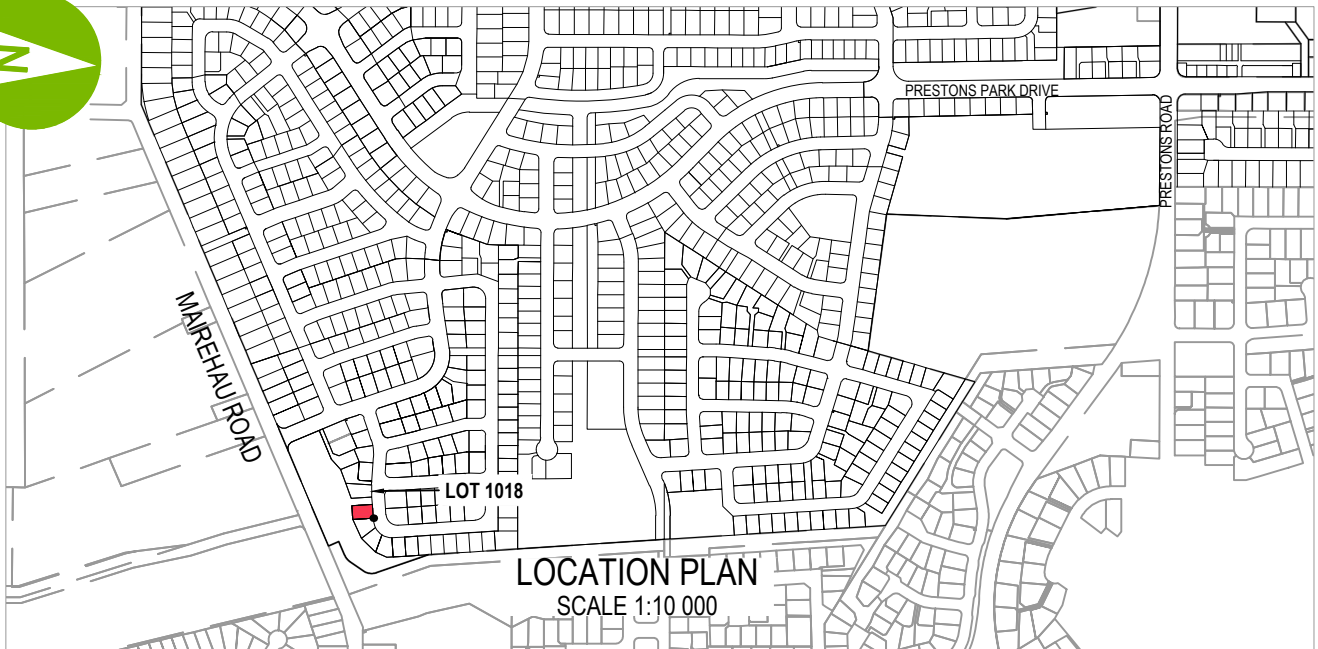 N
PRESTONS PARK DRIVE
PRESTONS ROAD
MAIREHAU ROAD
LOT 1018
LOCATION PLAN
SCALE 1:10 000